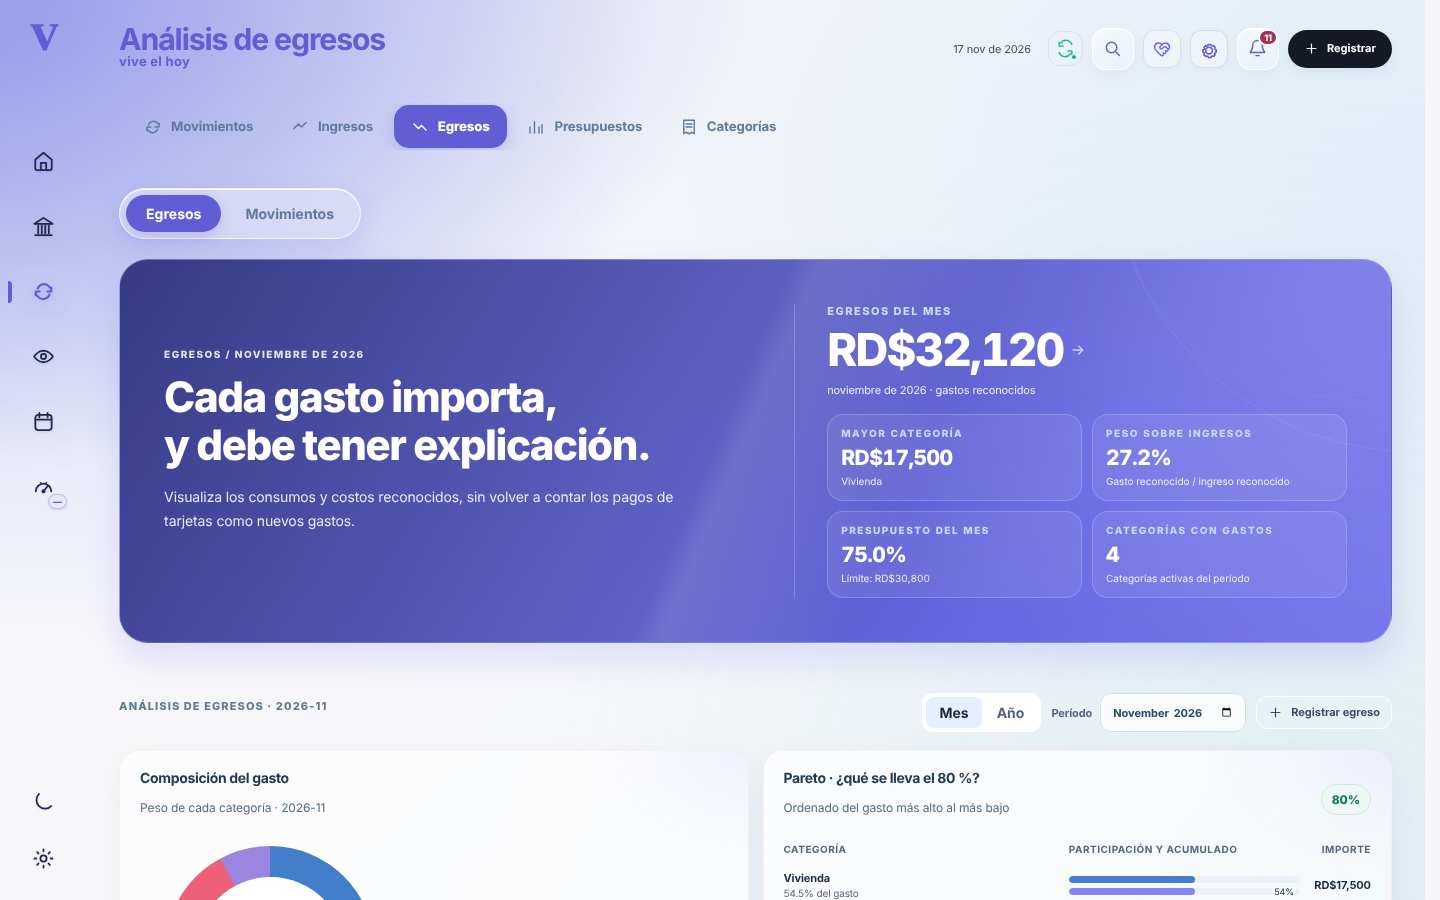 V
Análisis de egresos
vive el hoy
17 nov de 2026
11
Registrar
Movimientos
Ingresos
Egresos
Presupuestos
Categorías
Egresos
Movimientos
EGRESOS / NOVIEMBRE DE 2026
Cada gasto importa,
y debe tener explicación.
Visualiza los consumos y costos reconocidos, sin volver a contar los pagos de
tarjetas como nuevos gastos.
EGRESOS DEL MES
RD$32,120
noviembre de 2026 · gastos reconocidos
MAYOR CATEGORÍA
RD$17,500
Vivienda
PESO SOBRE INGRESOS
27.2%
Gasto reconocido / ingreso reconocido
PRESUPUESTO DEL MES
75.0%
Límite: RD$30,800
CATEGORÍAS CON GASTOS
4
Categorías activas del período
ANÁLISIS DE EGRESOS · 2026-11
Mes
Año
Período
November 2026
Registrar egreso
Composición del gasto
Peso de cada categoría · 2026-11
Pareto · ¿qué se lleva el 80 %?
Ordenado del gasto más alto al más bajo
80%
CATEGORÍA
PARTICIPACIÓN Y ACUMULADO
IMPORTE
Vivienda
54.5% del gasto
54%
RD$17,500